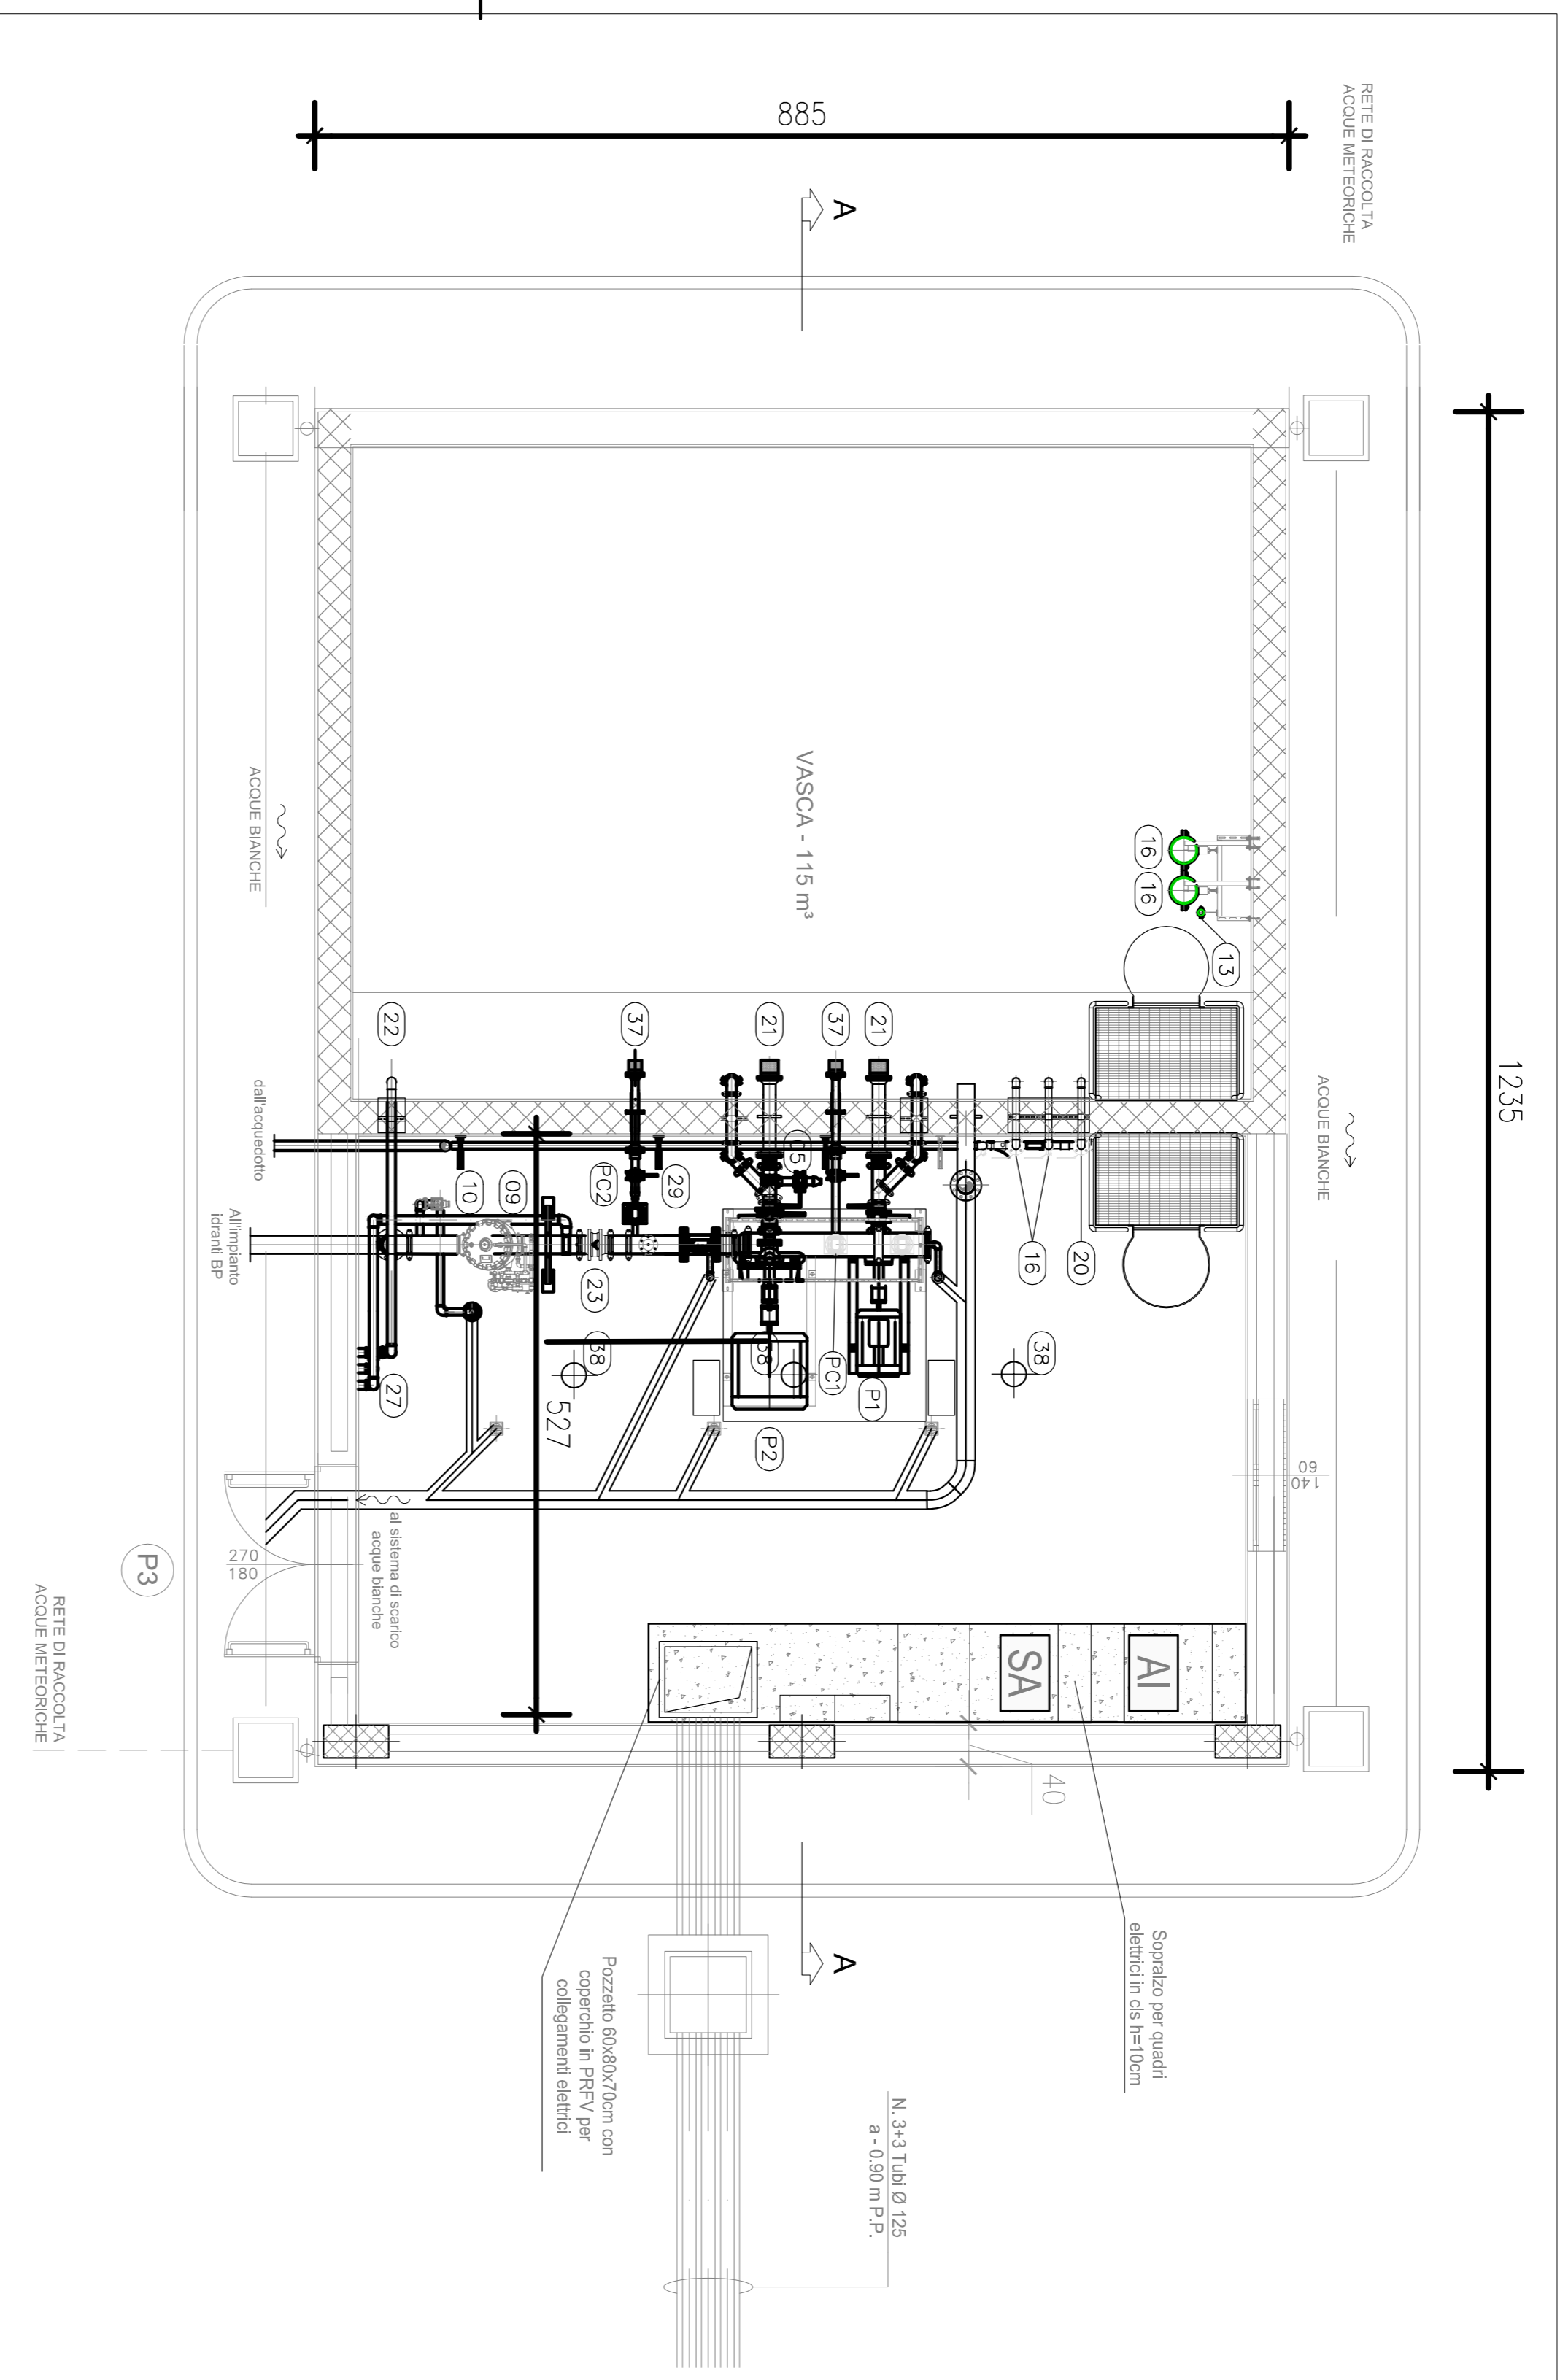 RETE DI RACCOLTA
ACQUE METEORICHE
885
A
1235
VASCA - 115 m³
ACQUE BIANCHE
ACQUE BIANCHE
16
16
13
22
37
21
37
21
dall'acquedotto
10
09
PC2
29
05
16
20
All'impianto
idranti BP
23
38
38
38
PC1
P1
27
527
P2
60
140
al sistema di scarico
acque bianche
270
180
P3
RETE DI RACCOLTA
ACQUE METEORICHE
SA
AI
40
A
Sopralzo per quadri
elettrici in cls h=10cm
Pozzetto 60x80x70cm con
coperchio in PRFV per
collegamenti elettrici
N. 3+3 Tubi Ø 125
a - 0.90 m P.P.